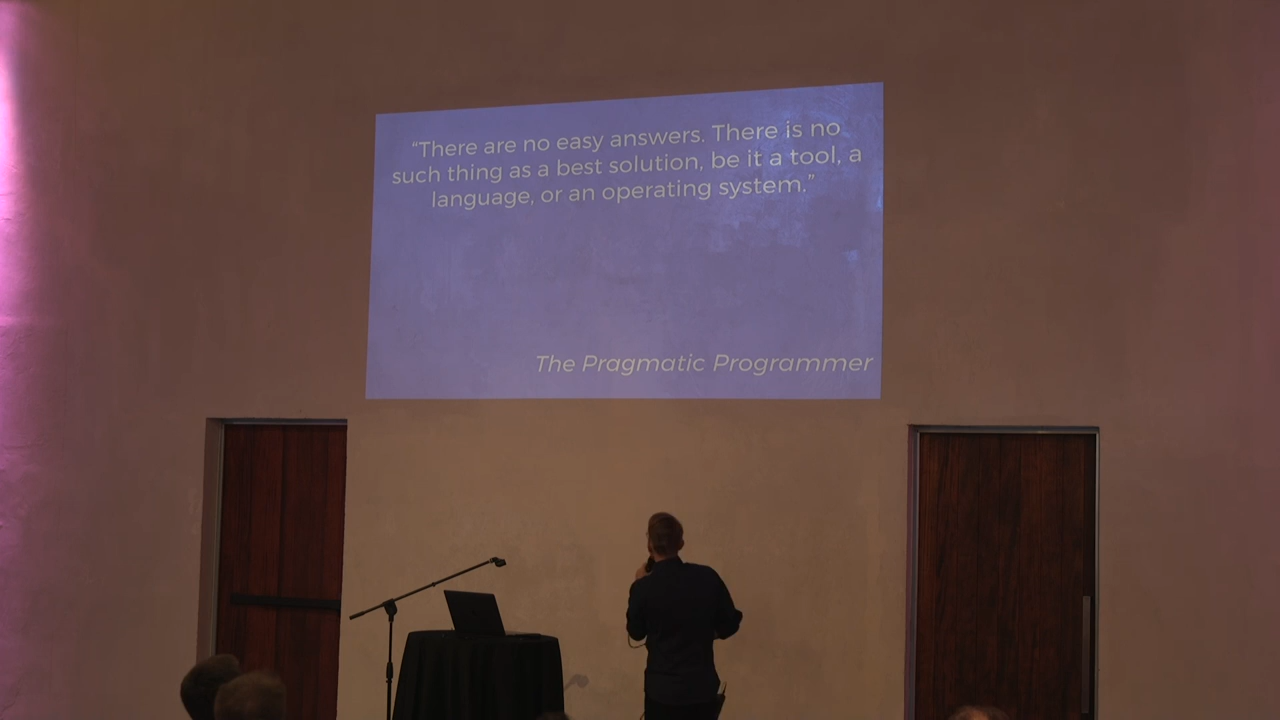 “There are no easy answers. There is no
such thing as a best solution, be it a tool, a
language, or an operating system.”
The Pragmatic Programmer